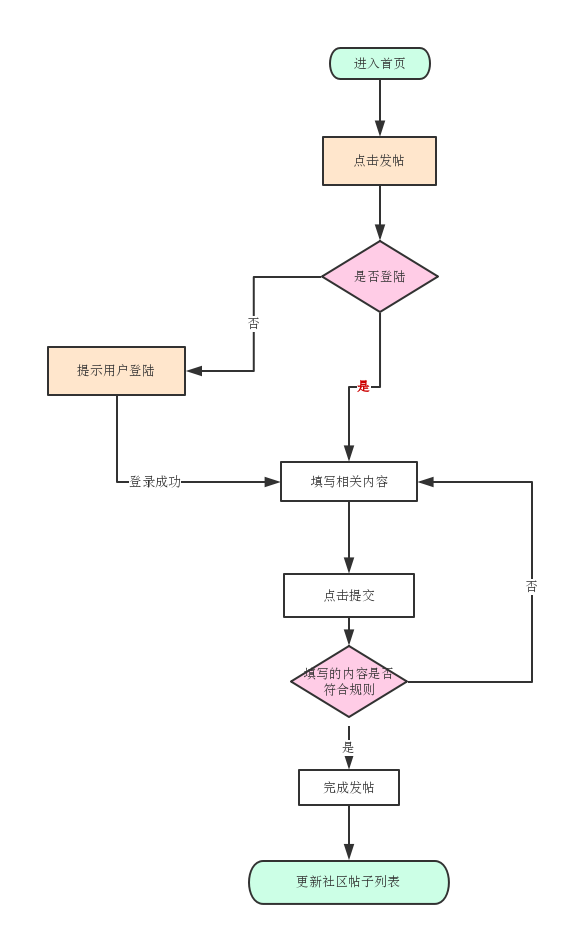 进入首页
点击发帖
是否登陆
否
提示用户登陆
是
登录成功
填写相关内容
否
点击提交
填写的内容是否
符合规则
是
完成发帖
更新社区帖子列表